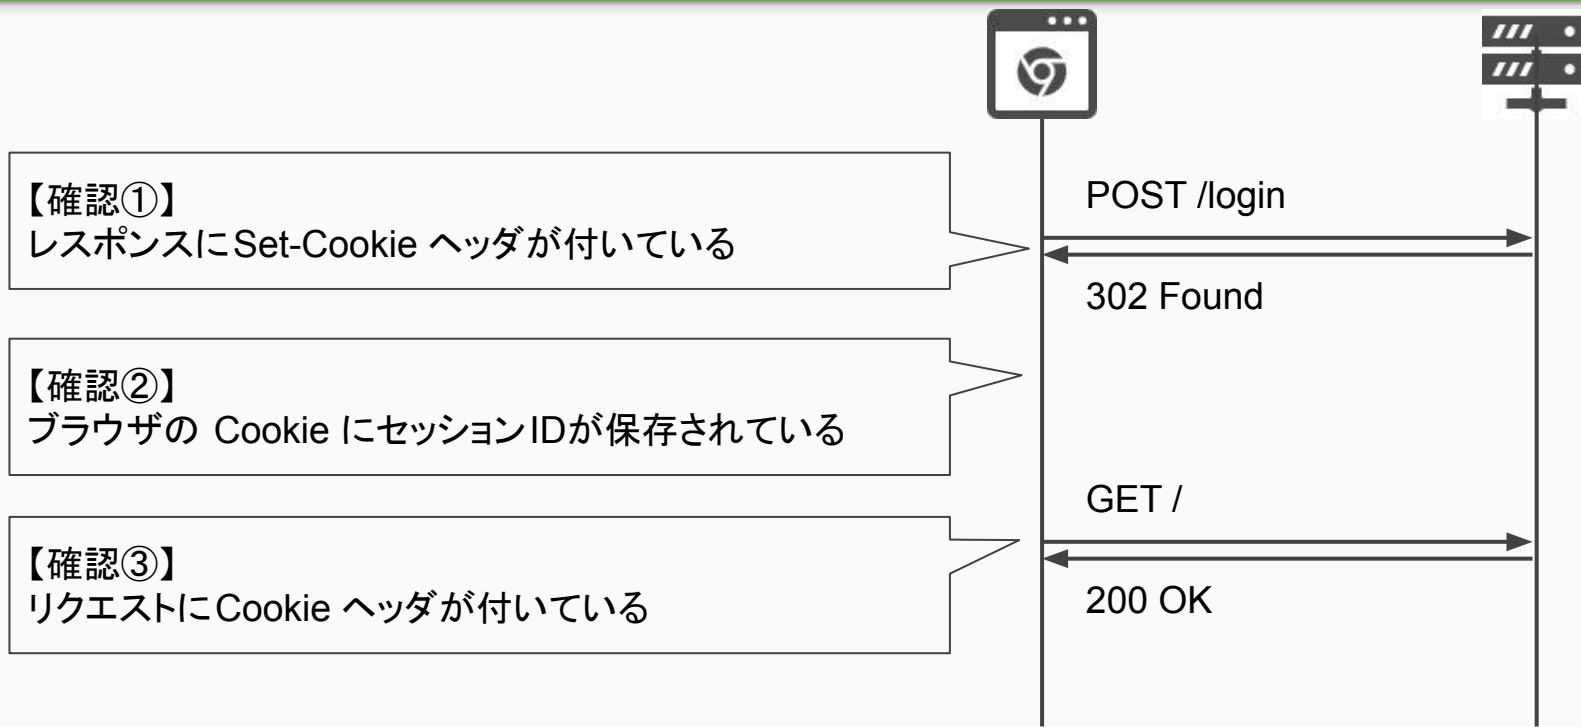 【確認①】
レスポンスにSet-Cookie ヘッダが付いている
POST /login
302 Found
【確認②】
ブラウザの Cookie にセッションIDが保存されている
GET /
【確認③】
リクエストにCookie ヘッダが付いている
200 OK